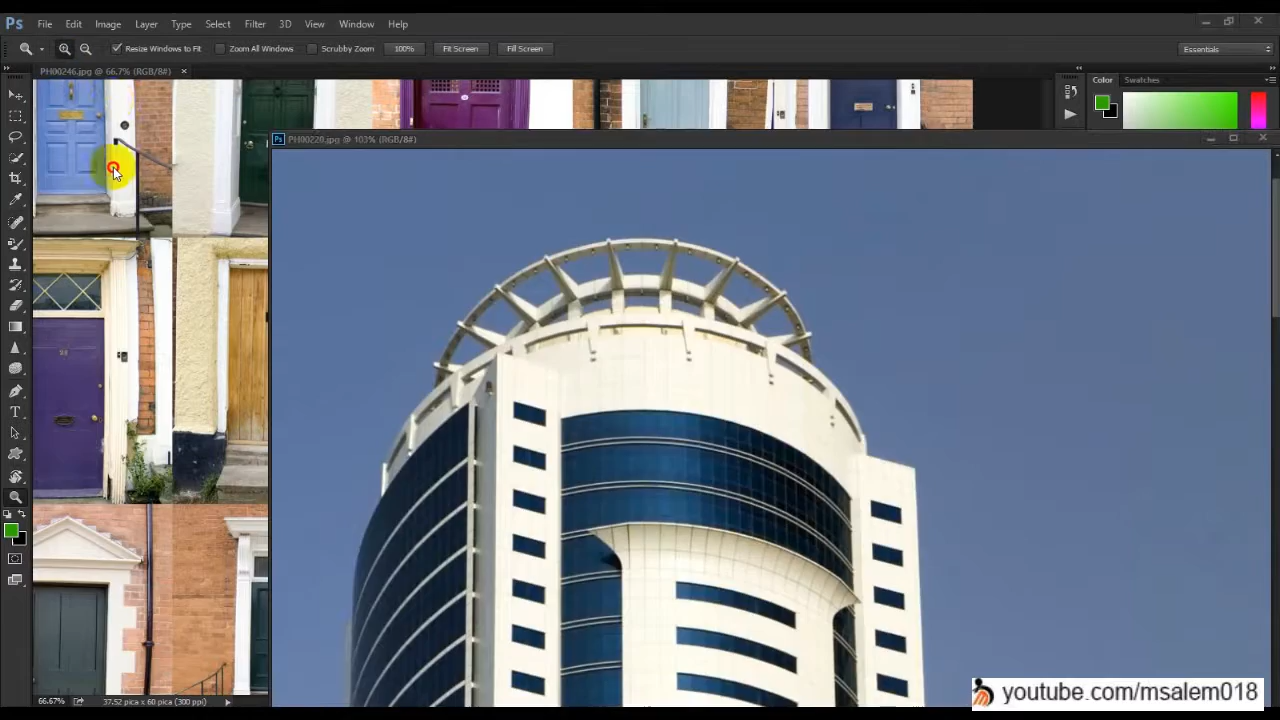 Ps File Edit Image Layer Type Select Filter 3D View Window Help
Resize Windows to Fit Zoom All Windows Scrubby Zoom 100% Fit Screen Fill Screen Essentials
PH00246.jpg @ 66.7% (RGB/8#) ×
Color Swatches
Ps PH00220.jpg @ 103% (RGB/8#)
66.67% 37.52 pica x 60 pica (300 ppi)
youtube.com/msalem018